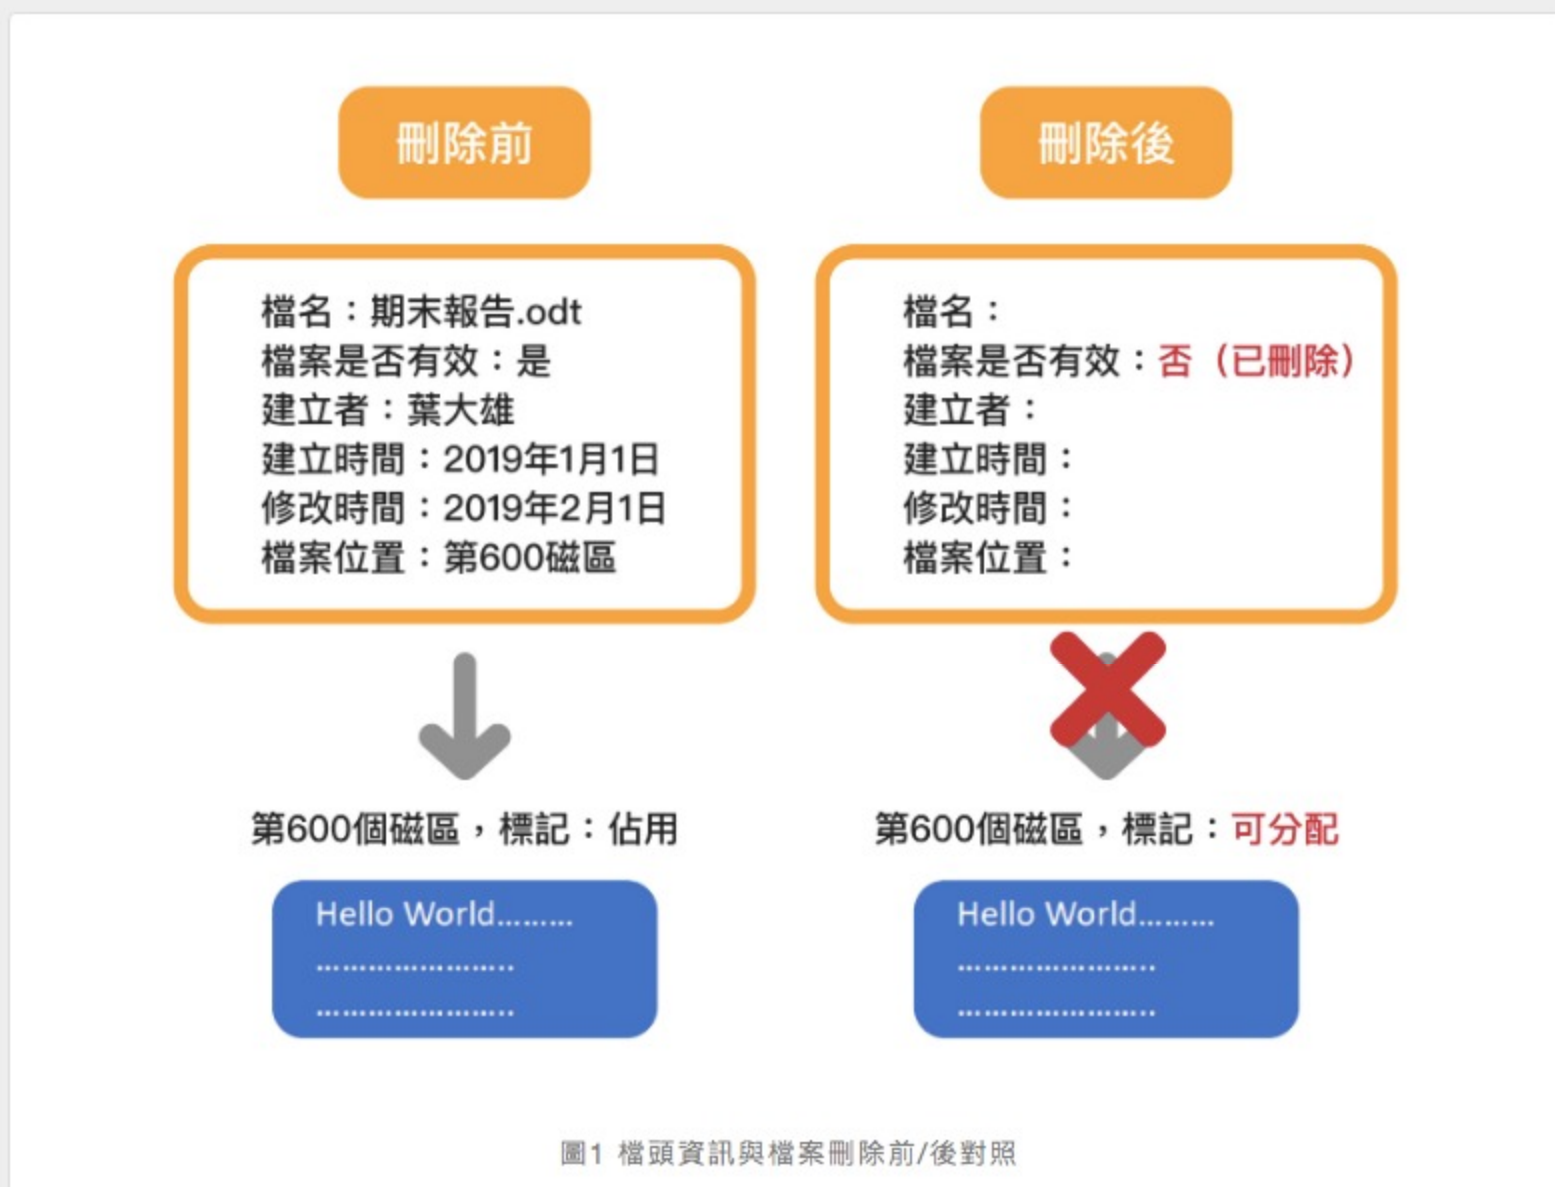 刪除前
檔名：期末報告.odt
檔案是否有效：是
建立者：葉大雄
建立時間：2019年1月1日
修改時間：2019年2月1日
檔案位置：第600磁區
第600個磁區，標記：佔用
Hello World.........
......................
......................
刪除後
檔名：
檔案是否有效：否（已刪除）
建立者：
建立時間：
修改時間：
檔案位置：
第600個磁區，標記：可分配
Hello World.........
......................
......................
圖1 檔頭資訊與檔案刪除前/後對照